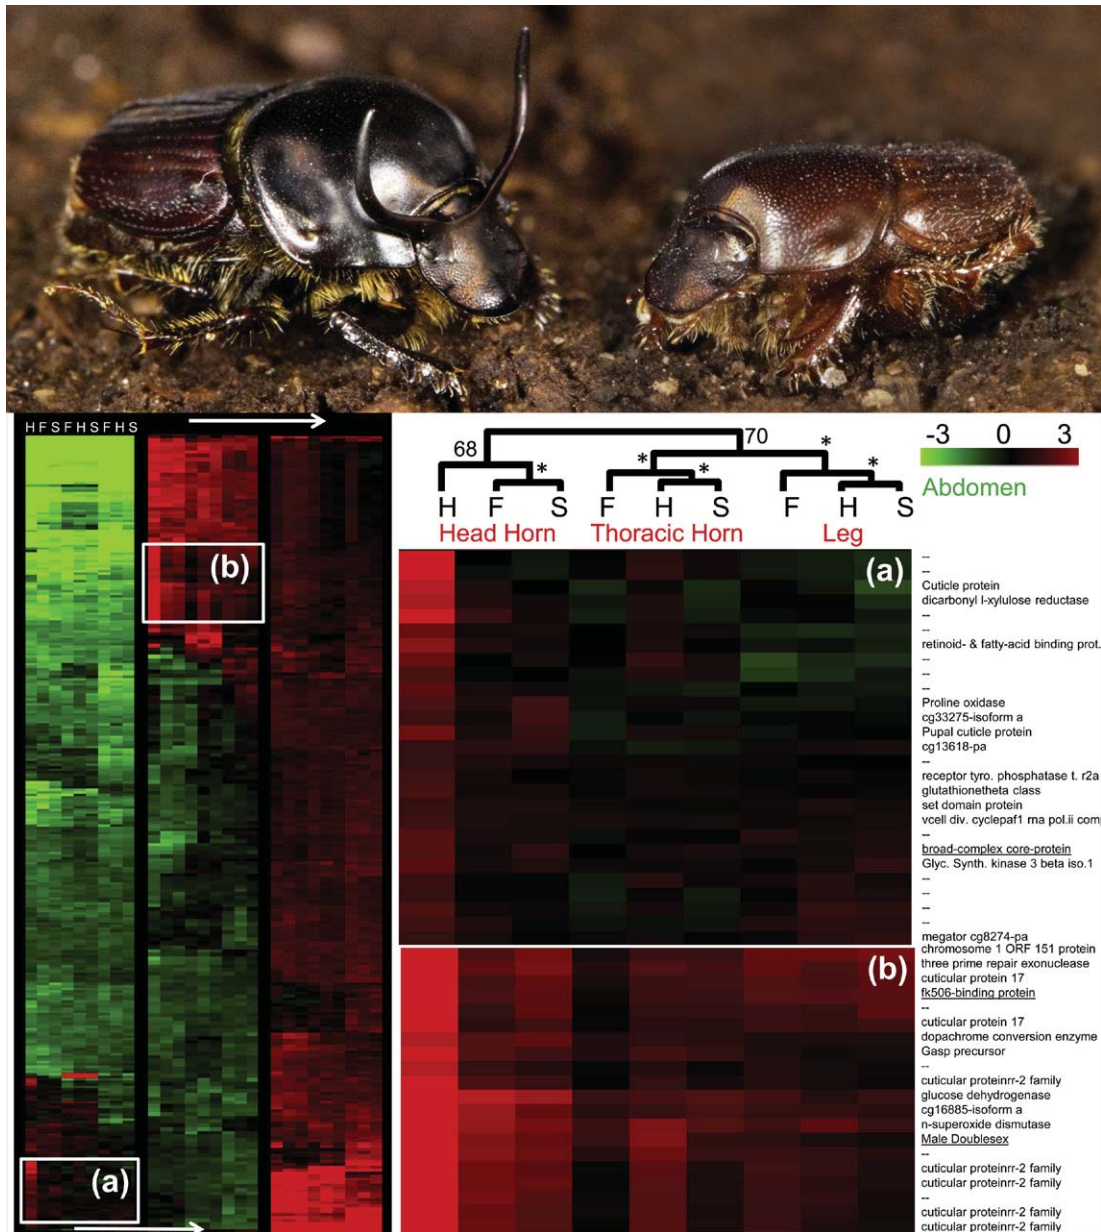 H F S F H S F H S
(b)
(a)
68
*
70
*
*
*
*
H F S F H S F H S
Head Horn Thoracic Horn Leg
-3 0 3
Abdomen
(a)
--
--
Cuticle protein
dicarbonyl l-xylulose reductase
--
--
retinoid- & fatty-acid binding prot.
--
--
--
Proline oxidase
cg33275-isoform a
Pupal cuticle protein
cg13618-pa
--
receptor tyro. phosphatase t. r2a
glutathionetheta class
set domain protein
vcell div. cyclepaf1 rna pol.ii com
--
broad-complex core-protein
Glyc. Synth. kinase 3 beta iso.1
--
--
--
--
megator cg8274-pa
(b)
chromosome 1 ORF 151 protein
three prime repair exonuclease
cuticular protein 17
fk506-binding protein
--
cuticular protein 17
dopachrome conversion enzyme
Gasp precursor
--
cuticular proteinrr-2 family
glucose dehydrogenase
cg16885-isoform a
n-superoxide dismutase
Male Doublesex
--
cuticular proteinrr-2 family
cuticular proteinrr-2 family
--
cuticular proteinrr-2 family
cuticular proteinrr-2 family